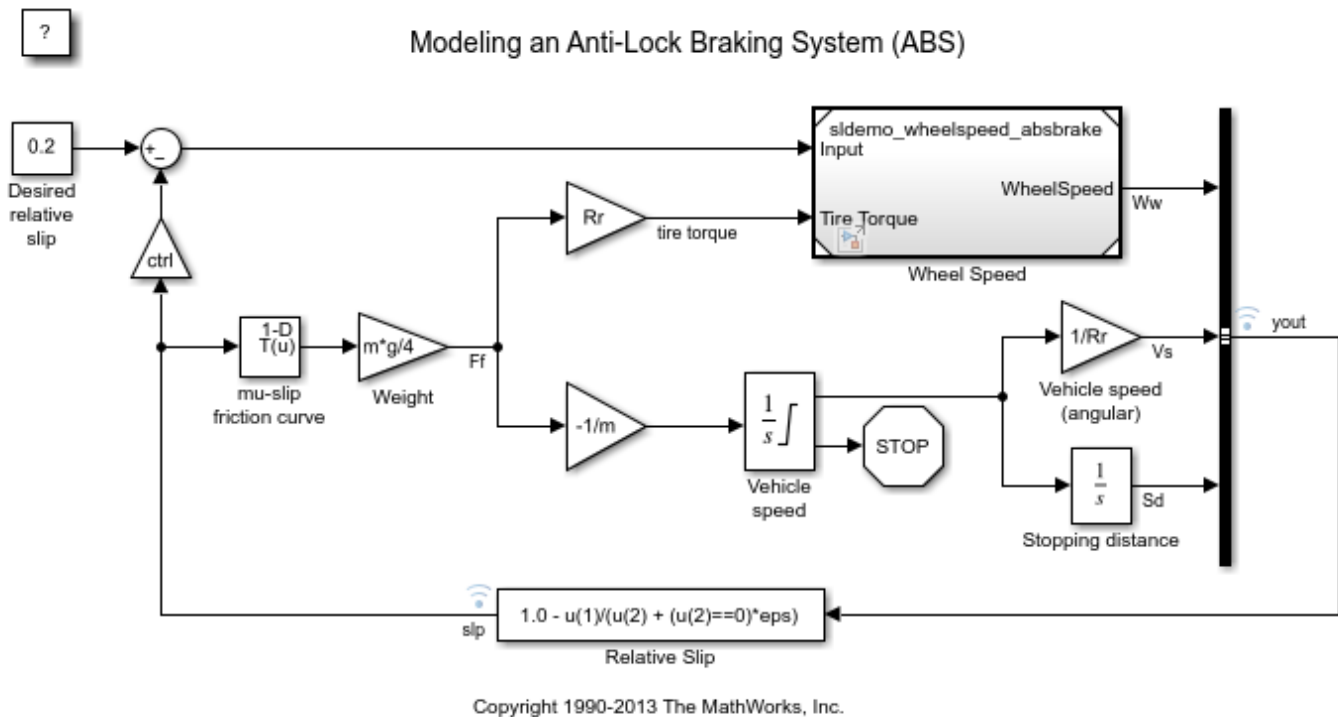 ?
Modeling an Anti-Lock Braking System (ABS)
0.2
Desired
relative
slip
+
-
ctrl
1-D
T(u)
mu-slip
friction curve
m*g/4
Weight
Ff
Rr
tire torque
sldemo_wheelspeed_absbrake
Input
WheelSpeed
Tire Torque
Wheel Speed
Ww
-1/m
1
s
Vehicle
speed
STOP
1/Rr
Vehicle speed
(angular)
Vs
1
s
Stopping distance
Sd
yout
1.0 - u(1)/(u(2) + (u(2)==0)*eps)
slp
Relative Slip
Copyright 1990-2013 The MathWorks, Inc.